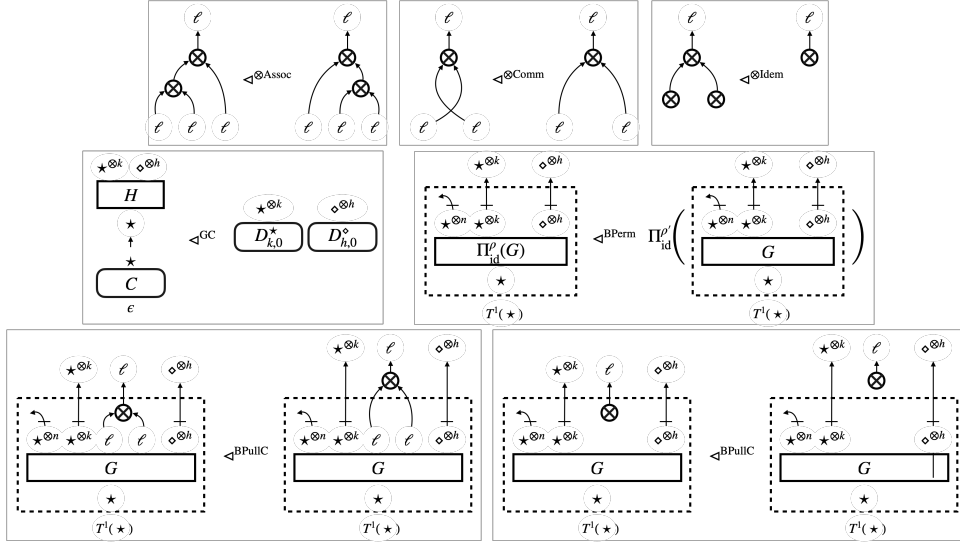 ℓ ℓ ℓ ℓ ℓ ℓ
⊗ ⊗ ⊗ ⊗ ⊗ ⊗
⊗ ◁⊗Assoc ⊗ ◁⊗Comm ⊗ ⊗ ◁⊗Idem
ℓ ℓ ℓ ℓ ℓ ℓ ℓ ℓ ℓ ℓ
⋆⊗k ⋄⊗h ⋆⊗k ⋄⊗h ⋆⊗k ⋄⊗h
H
⋆ ⋆⊗k ⋄⊗h ⋆⊗n ⋆⊗k ⋄⊗h ⋆⊗n ⋆⊗k ⋄⊗h
◁GC D⋆k,0 D⋄h,0 ◁BPerm Πρ′id( )
⋆ Πρid(G) G
C ⋆ ⋆
ϵ T1(⋆) T1(⋆)
⋆⊗k ℓ ⋄⊗h ⋆⊗k ℓ ⋄⊗h
⋆⊗k ℓ ⋄⊗h ⊗ ⋆⊗k ℓ ⋄⊗h ⊗
⊗ ⊗
⋆⊗n ⋆⊗k ℓ ℓ ⋄⊗h ⋆⊗n ⋆⊗k ℓ ℓ ⋄⊗h ⋆⊗n ⋆⊗k ⋄⊗h ⋆⊗n ⋆⊗k ⋄⊗h
◁BPullC ◁BPullC
G G G G
⋆ ⋆ ⋆ ⋆
T1(⋆) T1(⋆) T1(⋆) T1(⋆)